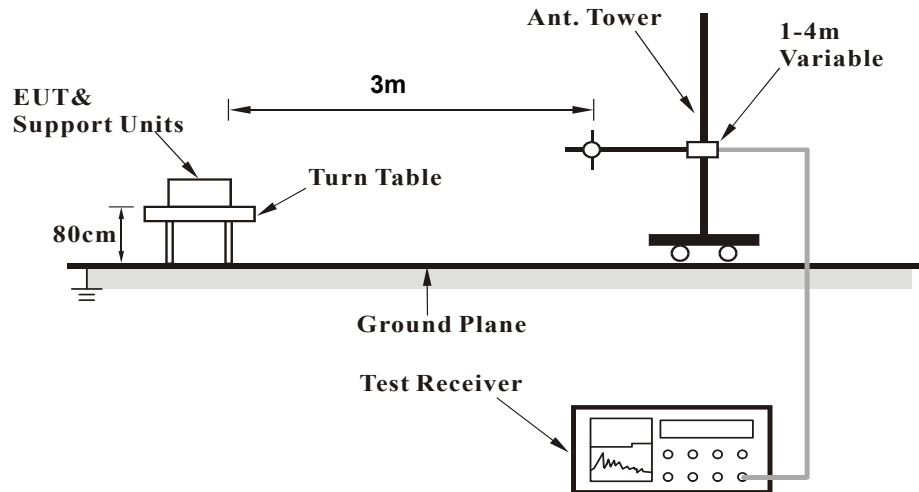 Ant. Tower
1-4m
Variable
3m
EUT&
Support Units
Turn Table
80cm
Ground Plane
Test Receiver